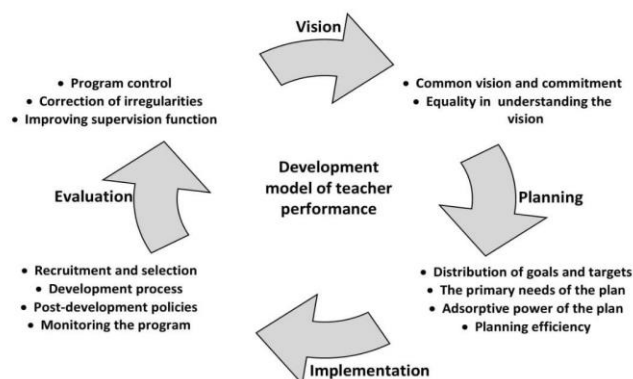 Vision
• Program control
• Correction of irregularities
• Improving supervision function
• Common vision and commitment
• Equality in understanding the
vision
Development
model of teacher
performance
Evaluation
Planning
• Recruitment and selection
• Development process
• Post-development policies
• Monitoring the program
• Distribution of goals and targets
• The primary needs of the plan
• Adsorptive power of the plan
• Planning efficiency
Implementation